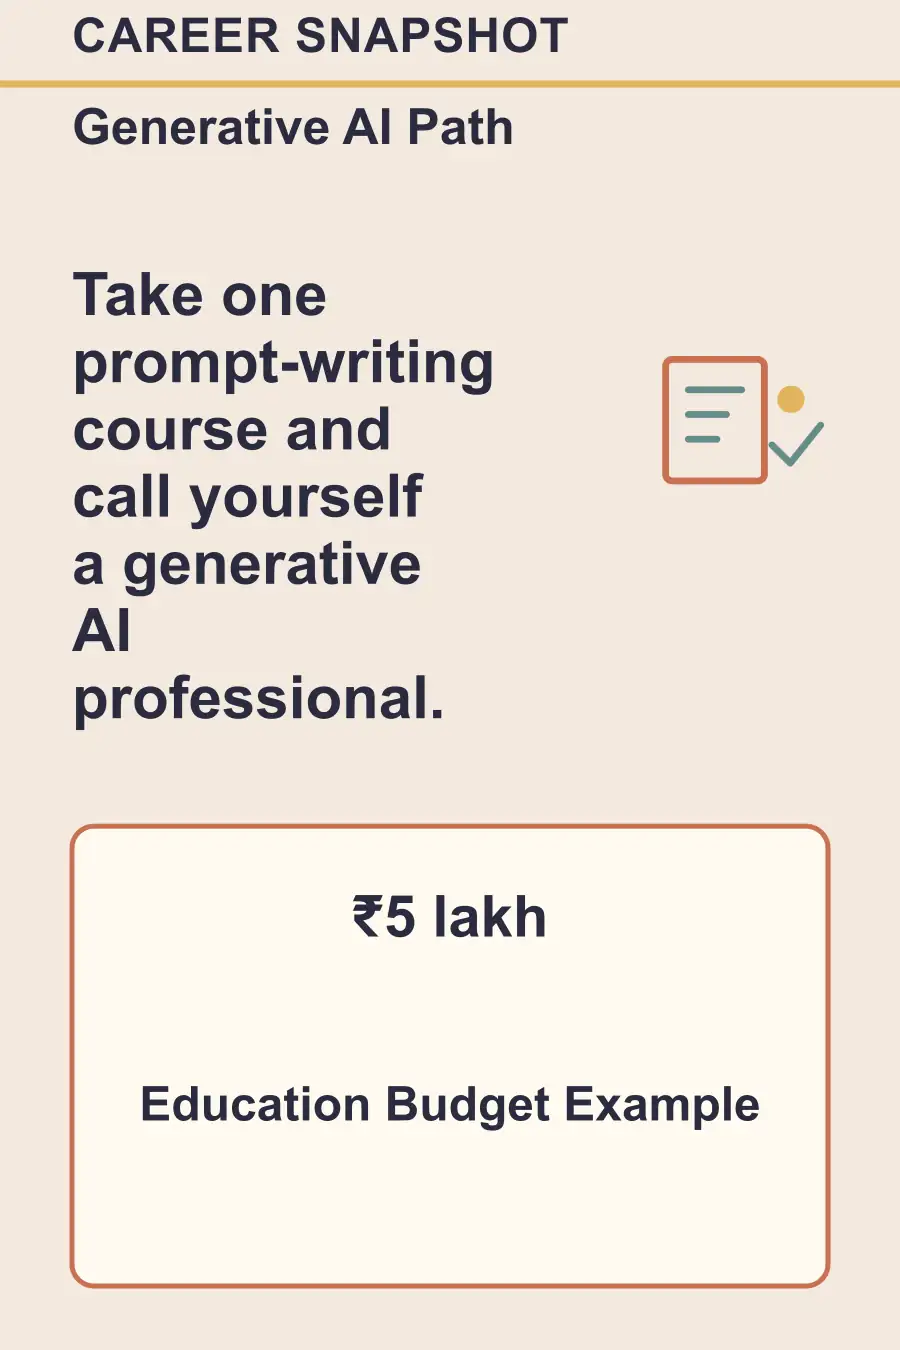 CAREER SNAPSHOT
Generative AI Path
Take one
prompt-writing
course and
call yourself
a generative
AI
professional.
₹5 lakh
Education Budget Example